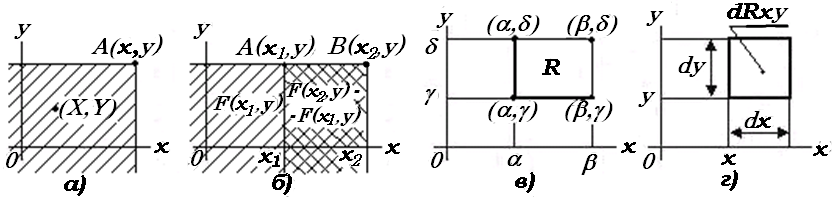 y
A(x,y)
(X,Y)
0
x
а)
y
A(x₁,y)
B(x₂,y)
F(x₁,y)
F(x₂,y) -
-F(x₁,y)
0
x₁
x₂
x
б)
y
(α,δ)
(β,δ)
δ
R
γ
(α,γ)
(β,γ)
0
α
β
x
в)
y
dRxy
dy
y
dx
0
x
x
г)